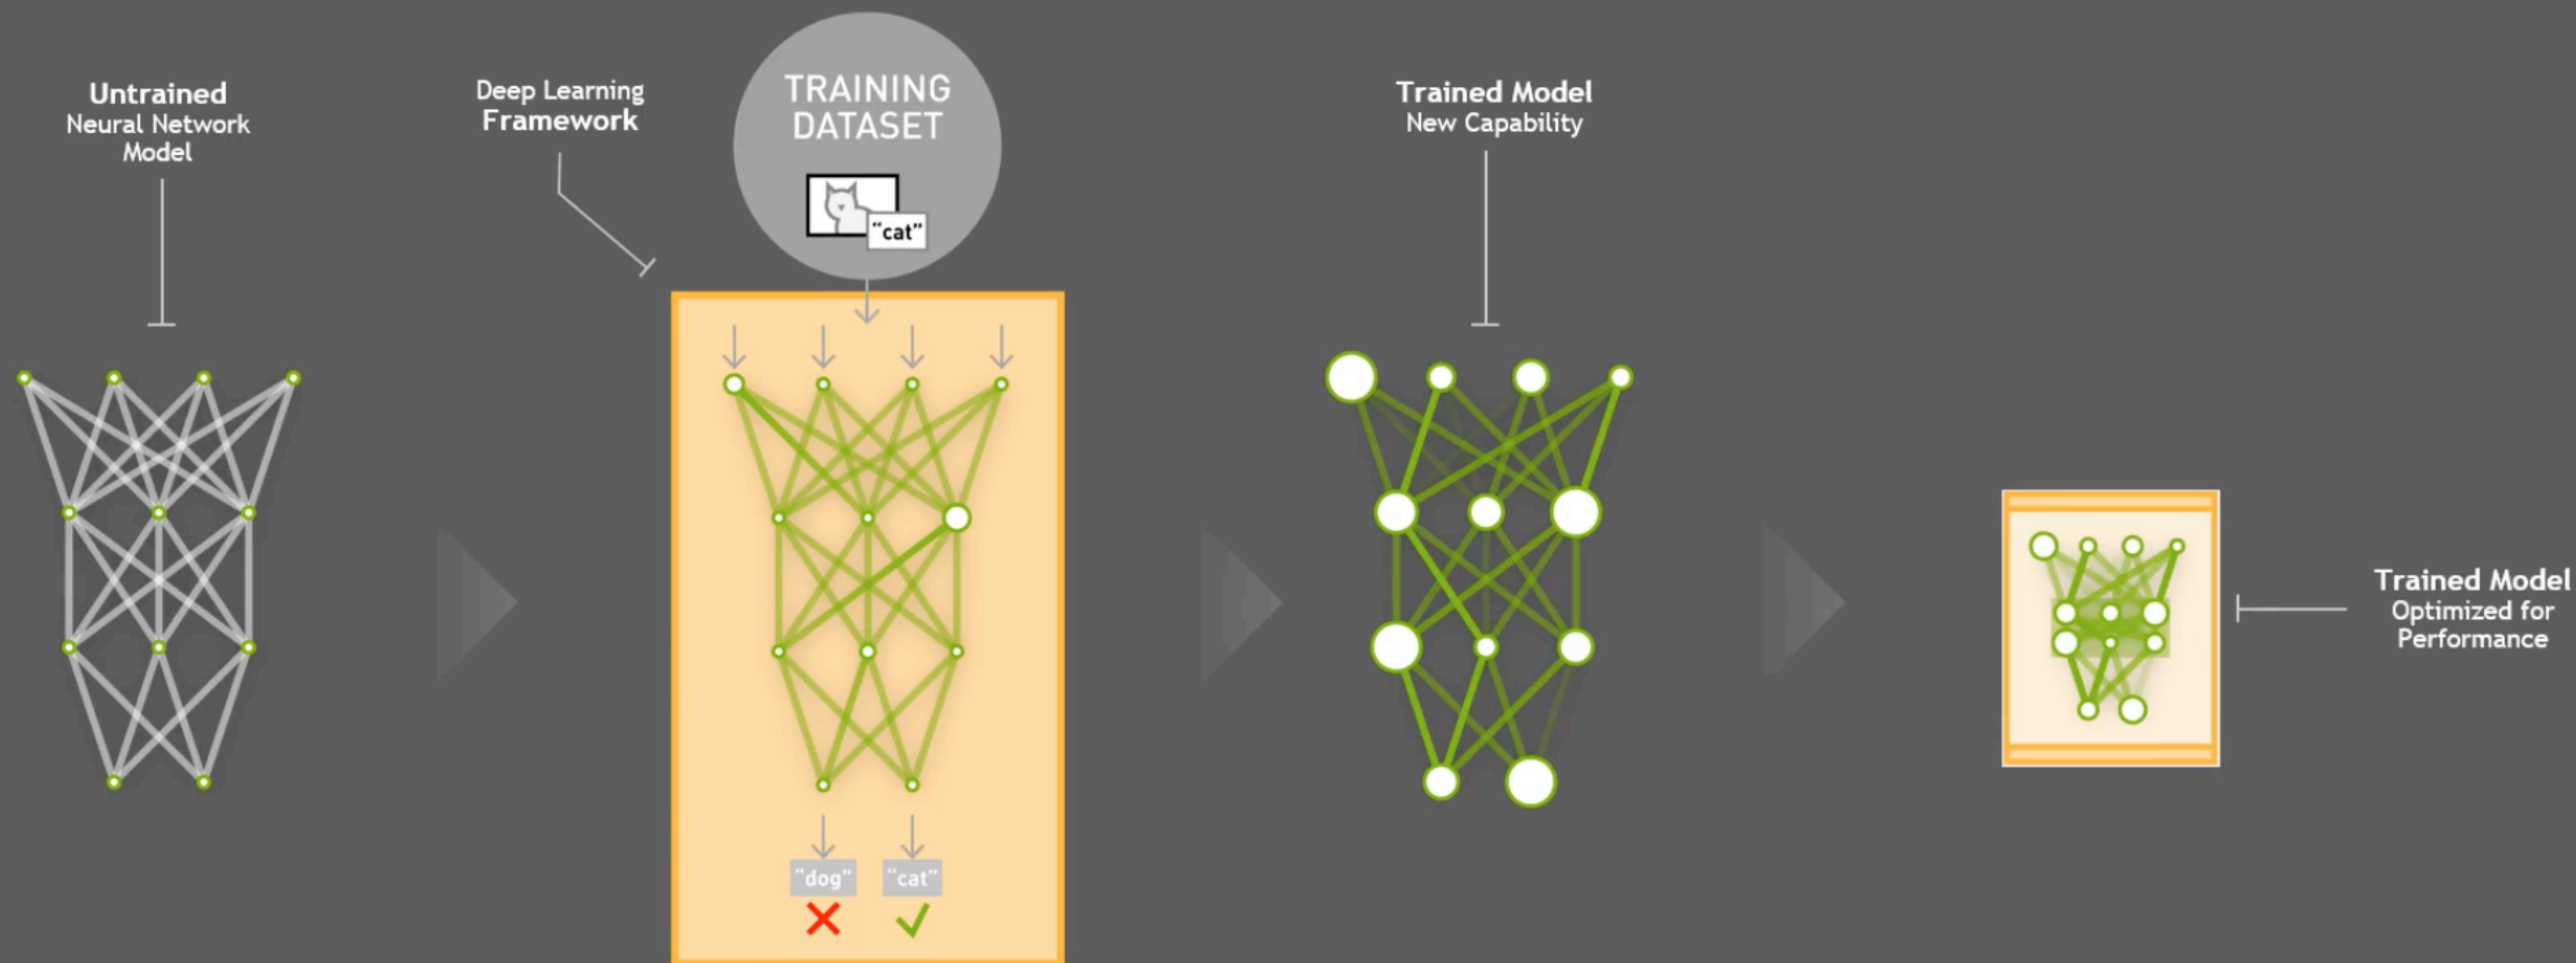 Untrained
Neural Network
Model
Deep Learning
Framework
TRAINING
DATASET
“cat”
“dog”
“cat”
Trained Model
New Capability
Trained Model
Optimized for
Performance